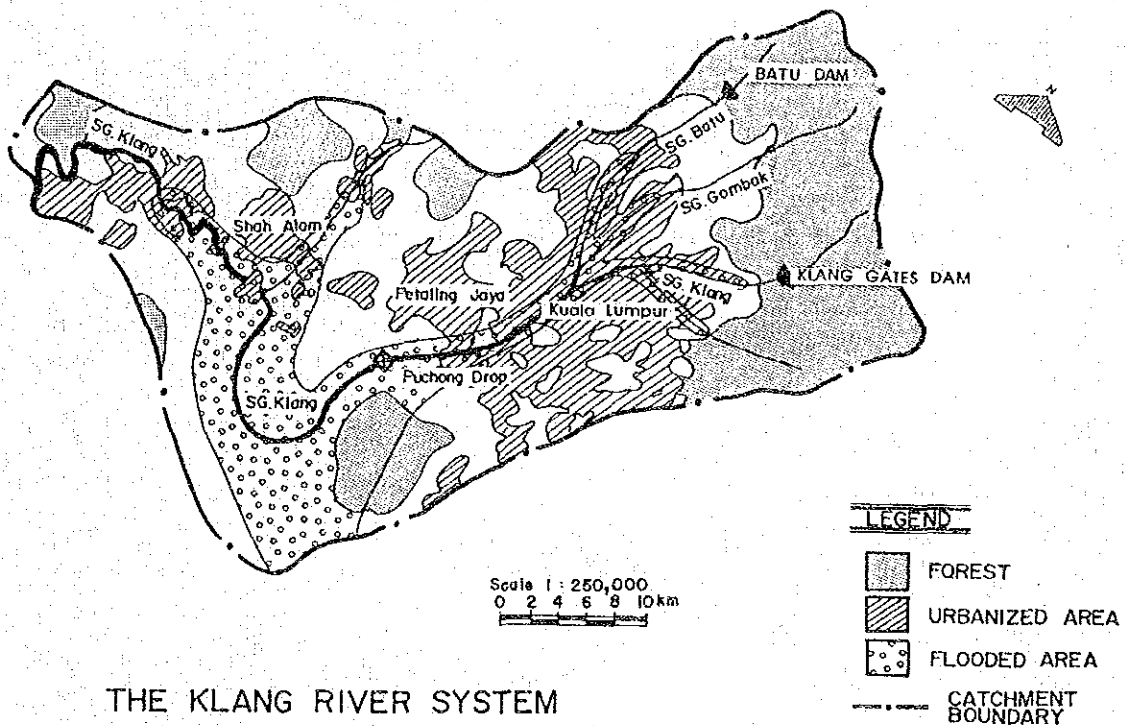 BATU DAM
N
SG. Klang
SG. Batu
SG. Gombak
Shah Alam
KLANG GATES DAM
SG. Klang
Petaling Jaya
Kuala Lumpur
Puchong Drop
SG. Klang
LEGEND
FOREST
Scale 1 : 250,000
0 2 4 6 8 10 km
URBANIZED AREA
FLOODED AREA
THE KLANG RIVER SYSTEM
CATCHMENT
BOUNDARY